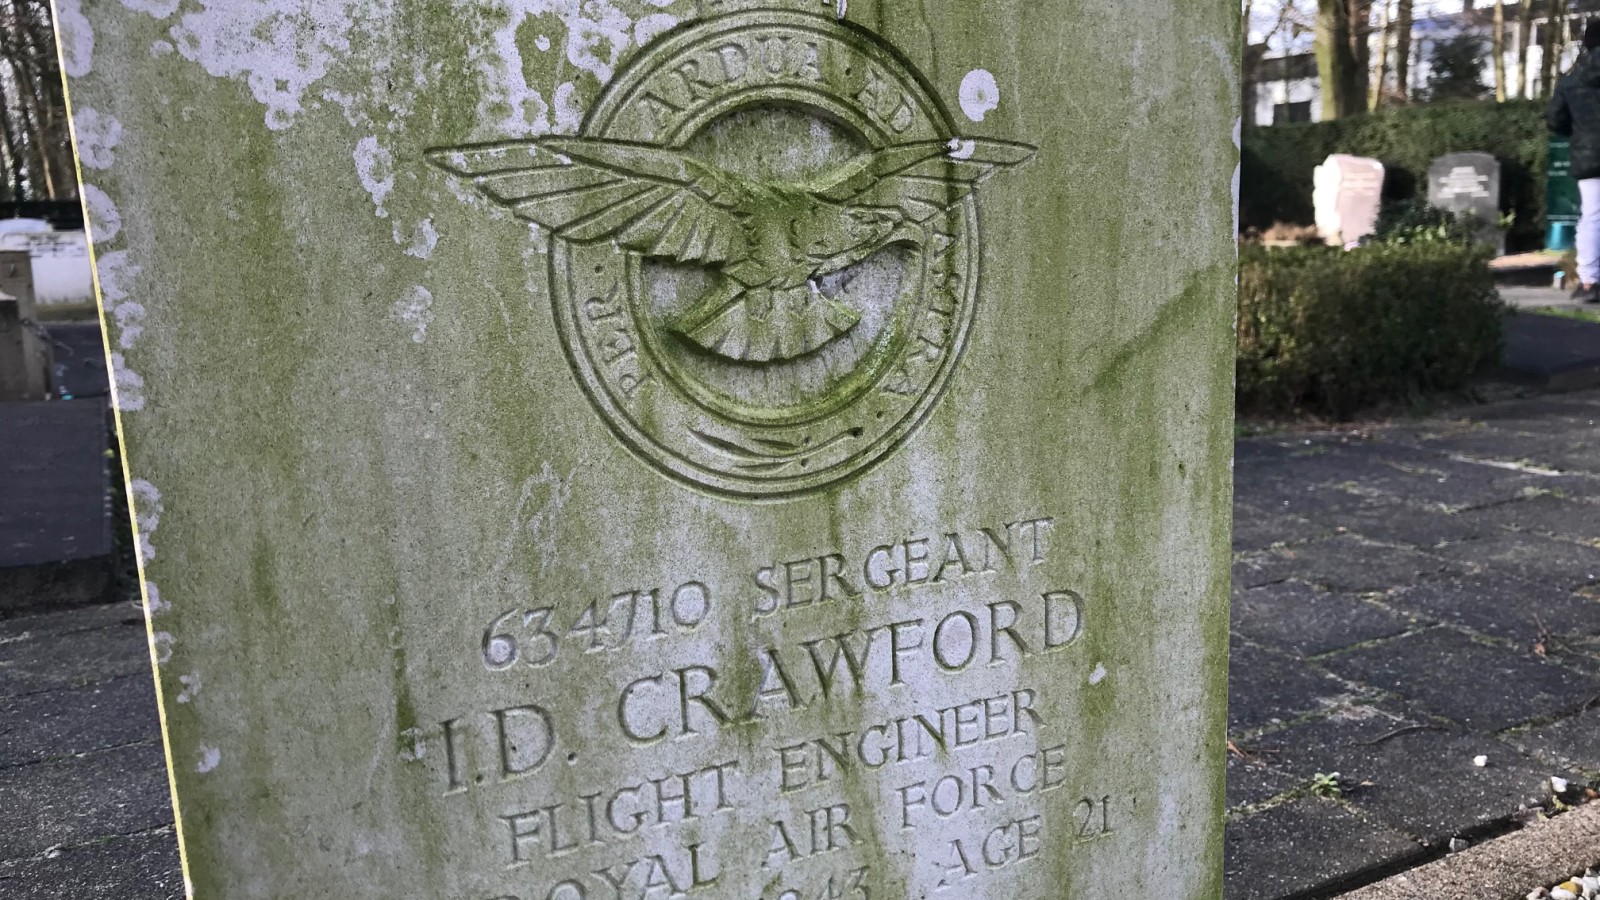 PER · ARDUA · AD ASTRA ·
634710 SERGEANT
I.D. CRAWFORD
FLIGHT ENGINEER
ROYAL AIR FORCE
AGE 21